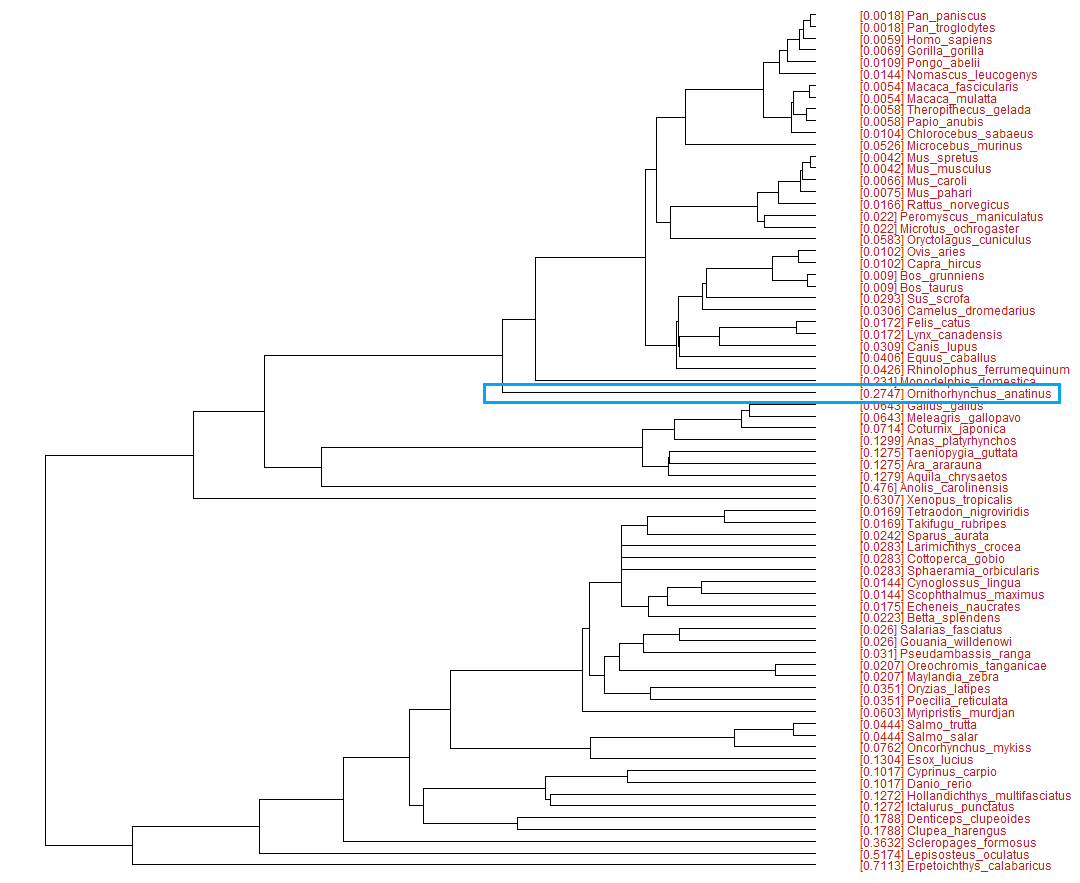 [0.0018] Pan_paniscus
[0.0018] Pan_troglodytes
[0.0059] Homo_sapiens
[0.0069] Gorilla_gorilla
[0.0109] Pongo_abelii
[0.0144] Nomascus_leucogenys
[0.0054] Macaca_fascicularis
[0.0054] Macaca_mulatta
[0.0058] Theropithecus_gelada
[0.0058] Papio_anubis
[0.0104] Chlorocebus_sabaeus
[0.0526] Microcebus_murinus
[0.0042] Mus_spretus
[0.0042] Mus_musculus
[0.0066] Mus_caroli
[0.0075] Mus_pahari
[0.0166] Rattus_norvegicus
[0.022] Peromyscus_maniculatus
[0.022] Microtus_ochrogaster
[0.0583] Oryctolagus_cuniculus
[0.0102] Ovis_aries
[0.0102] Capra_hircus
[0.009] Bos_grunniens
[0.009] Bos_taurus
[0.0293] Sus_scrofa
[0.0306] Camelus_dromedarius
[0.0172] Felis_catus
[0.0172] Lynx_canadensis
[0.0309] Canis_lupus
[0.0406] Equus_caballus
[0.0426] Rhinolophus_ferrumequinum
[0.231] Monodelphis_domestica
[0.2747] Ornithorhynchus_anatinus
[0.0643] Gallus_gallus
[0.0643] Meleagris_gallopavo
[0.0714] Coturnix_japonica
[0.1299] Anas_platyrhynchos
[0.1275] Taeniopygia_guttata
[0.1275] Ara_ararauna
[0.1279] Aquila_chrysaetos
[0.476] Anolis_carolinensis
[0.6307] Xenopus_tropicalis
[0.0169] Tetraodon_nigroviridis
[0.0169] Takifugu_rubripes
[0.0242] Sparus_aurata
[0.0283] Larimichthys_crocea
[0.0283] Cottoperca_gobio
[0.0283] Sphaeramia_orbicularis
[0.0144] Cynoglossus_lingua
[0.0144] Scophthalmus_maximus
[0.0175] Echeneis_naucrates
[0.0223] Betta_splendens
[0.026] Salarias_fasciatus
[0.026] Gouania_willdenowi
[0.031] Pseudambassis_ranga
[0.0207] Oreochromis_tanganicae
[0.0207] Maylandia_zebra
[0.0351] Oryzias_latipes
[0.0351] Poecilia_reticulata
[0.0603] Myripristis_murdjan
[0.0444] Salmo_trutta
[0.0444] Salmo_salar
[0.0762] Oncorhynchus_mykiss
[0.1304] Esox_lucius
[0.1017] Cyprinus_carpio
[0.1017] Danio_rerio
[0.1272] Hollandichthys_multifasciatus
[0.1272] Ictalurus_punctatus
[0.1788] Denticeps_clupeoides
[0.1788] Clupea_harengus
[0.3632] Scleropages_formosus
[0.5174] Lepisosteus_oculatus
[0.7113] Erpetoichthys_calabaricus